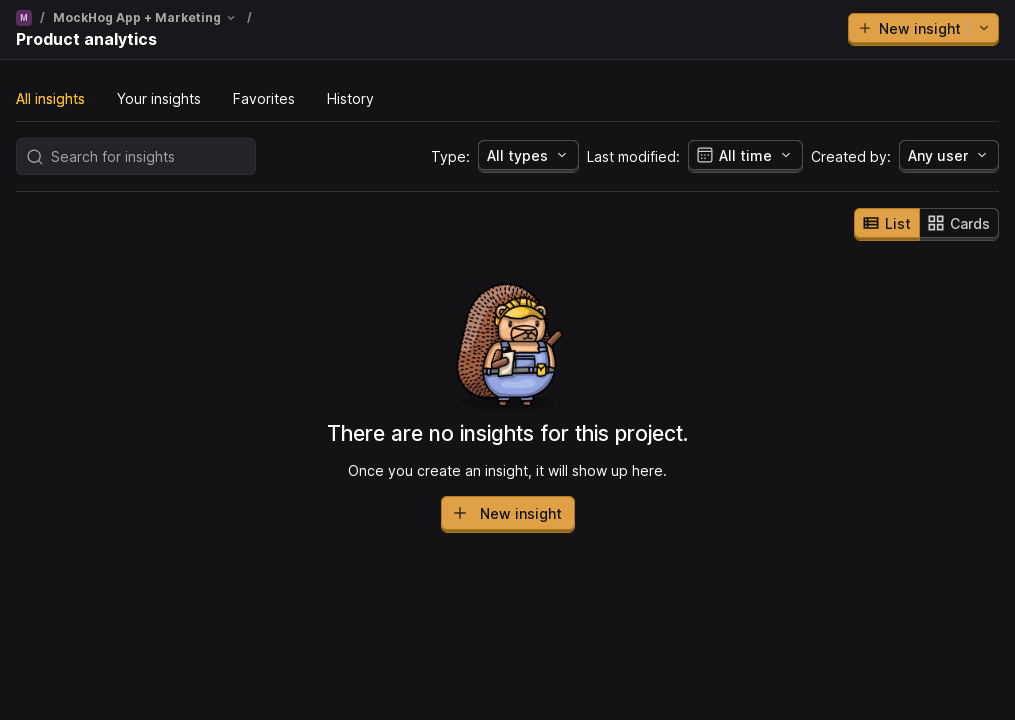 M / MockHog App + Marketing /
Product analytics
New insight
All insights Your insights Favorites History
Search for insights Type: All types Last modified: All time Created by: Any user
List Cards
There are no insights for this project.
Once you create an insight, it will show up here.
New insight